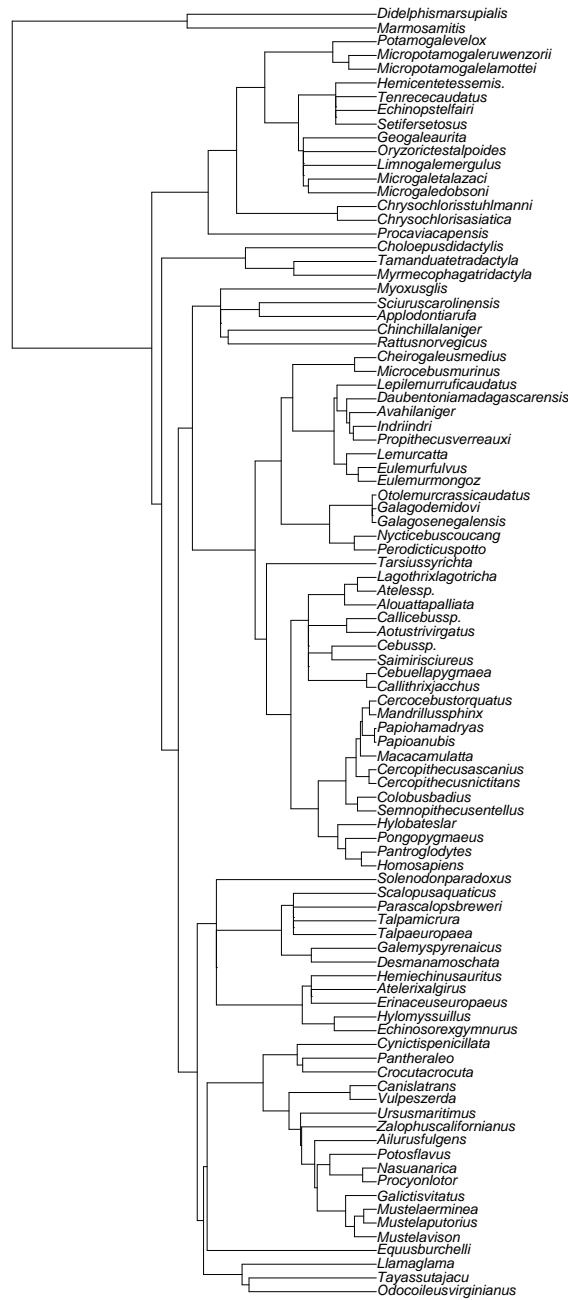 Didelphismarsupialis
Marmosamitis
Potamogalevelox
Micropotamogaleruwenzorii
Micropotamogalelamottei
Hemicentetessemis.
Tenrececaudatus
Echinopstelfairi
Setifersetosus
Geogaleaurita
Oryzorictestalpoides
Limnogalemergulus
Microgaletalazaci
Microgaledobsoni
Chrysochlorisstuhlmanni
Chrysochlorisasiatica
Procaviacapensis
Choloepusdidactylis
Tamanduatetradactyla
Myrmecophagatridactyla
Myoxusglis
Sciuruscarolinensis
Applodontiarufa
Chinchillalaniger
Rattusnorvegicus
Cheirogaleusmedius
Microcebusmurinus
Lepilemurruficaudatus
Daubentoniamadagascarensis
Avahilaniger
Indriindri
Propithecusverreauxi
Lemurcatta
Eulemurfulvus
Eulemurmongoz
Otolemurcrassicaudatus
Galagodemidovi
Galagosenegalensis
Nycticebuscoucang
Perodicticuspotto
Tarsiussyrichta
Lagothrixlagotricha
Atelessp.
Alouattapalliata
Callicebussp.
Aotustrivirgatus
Cebussp.
Saimirisciureus
Cebuellapygmaea
Callithrixjacchus
Cercocebustorquatus
Mandrillussphinx
Papiohamadryas
Papioanubis
Macacamulatta
Cercopithecusascanius
Cercopithecusnictitans
Colobusbadius
Semnopithecusentellus
Hylobateslar
Pongopygmaeus
Pantroglodytes
Homosapiens
Solenodonparadoxus
Scalopusaquaticus
Parascalopsbreweri
Talpamicrura
Talpaeuropaea
Galemyspyrenaicus
Desmanamoschata
Hemiechinusauritus
Atelerixalgirus
Erinaceuseuropaeus
Hylomyssuillus
Echinosorexgymnurus
Cynictispenicillata
Pantheraleo
Crocutacrocuta
Canislatrans
Vulpeszerda
Ursusmaritimus
Zalophuscalifornianus
Ailurusfulgens
Potosflavus
Nasuanarica
Procyonlotor
Galictisvitatus
Mustelaerminea
Mustelaputorius
Mustelavison
Equusburchelli
Llamaglama
Tayassutajacu
Odocoileusvirginianus